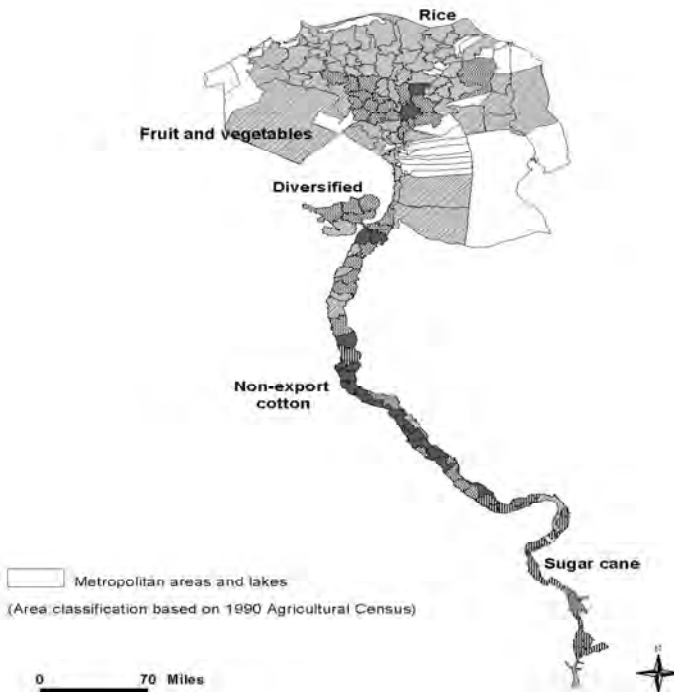 Rice
Fruit and vegetables
Diversified
Non-export
cotton
Sugar cane
Metropolitan areas and lakes
(Area classification based on 1990 Agricultural Census)
0 70 Miles